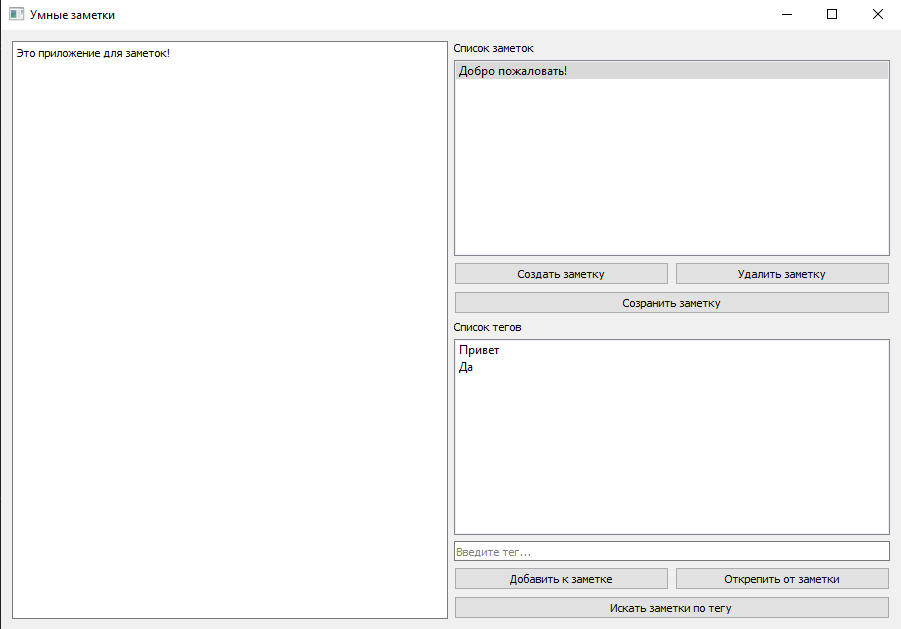 Умные заметки
Это приложение для заметок!
Список заметок
Добро пожаловать!
Создать заметку
Удалить заметку
Сохранить заметку
Список тегов
Привет
Да
Введите тег...
Добавить к заметке
Открепить от заметки
Искать заметки по тегу